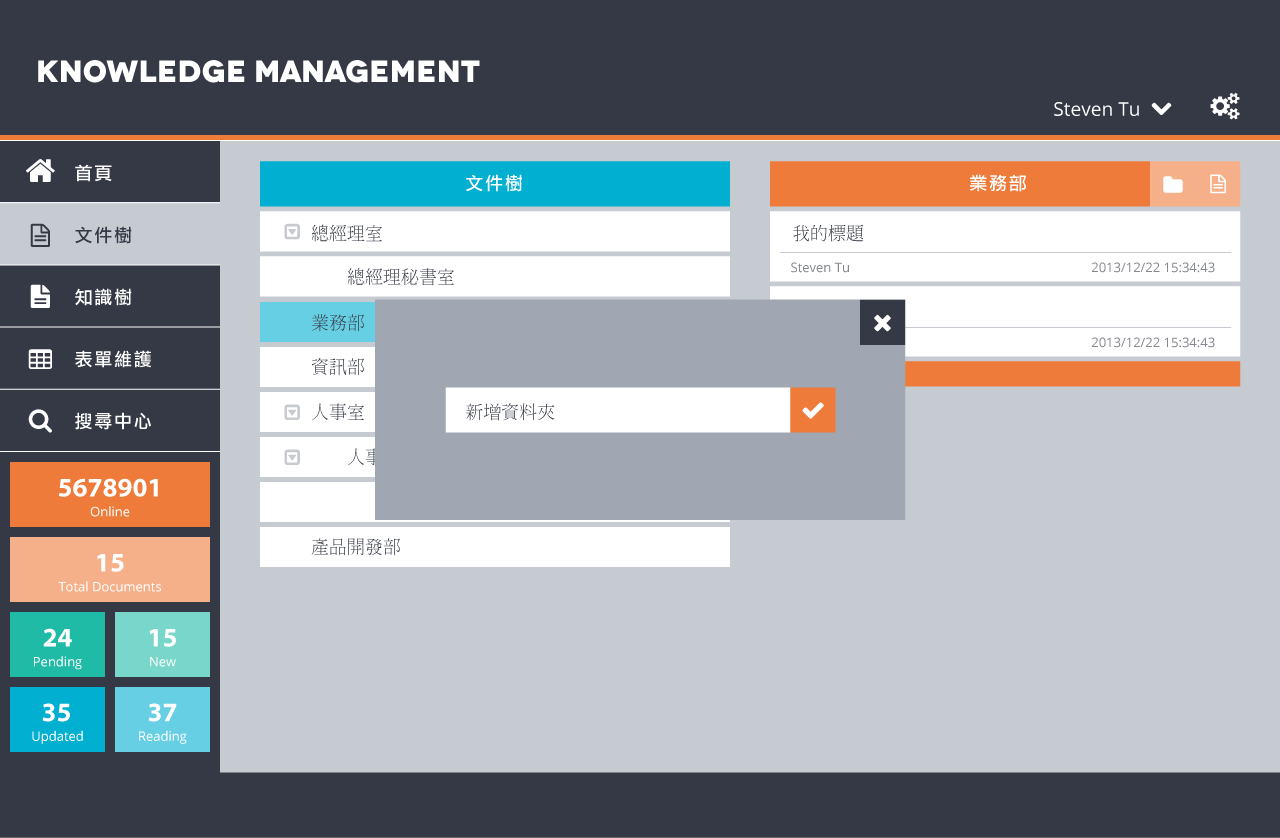 KNOWLEDGE MANAGEMENT
Steven Tu
首頁
文件樹
知識樹
表單維護
搜尋中心
5678901
Online
15
Total Documents
24
Pending
15
New
35
Updated
37
Reading
文件樹
總經理室
總經理秘書室
業務部
資訊部
人事室
人事
產品開發部
業務部
我的標題
Steven Tu 2013/12/22 15:34:43
2013/12/22 15:34:43
新增資料夾